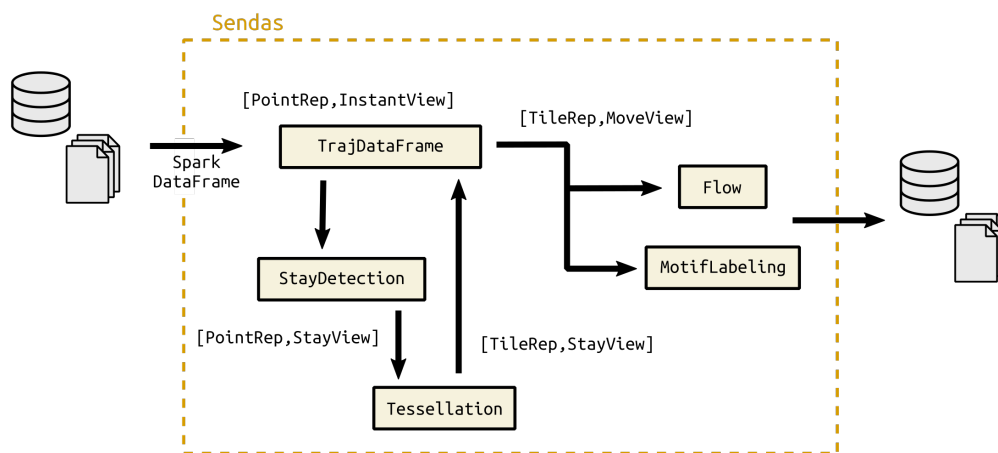 Sendas
[PointRep,InstantView]
[TileRep,MoveView]
TrajDataFrame
Spark
DataFrame
Flow
StayDetection
MotifLabeling
[PointRep,StayView]
[TileRep,StayView]
Tessellation